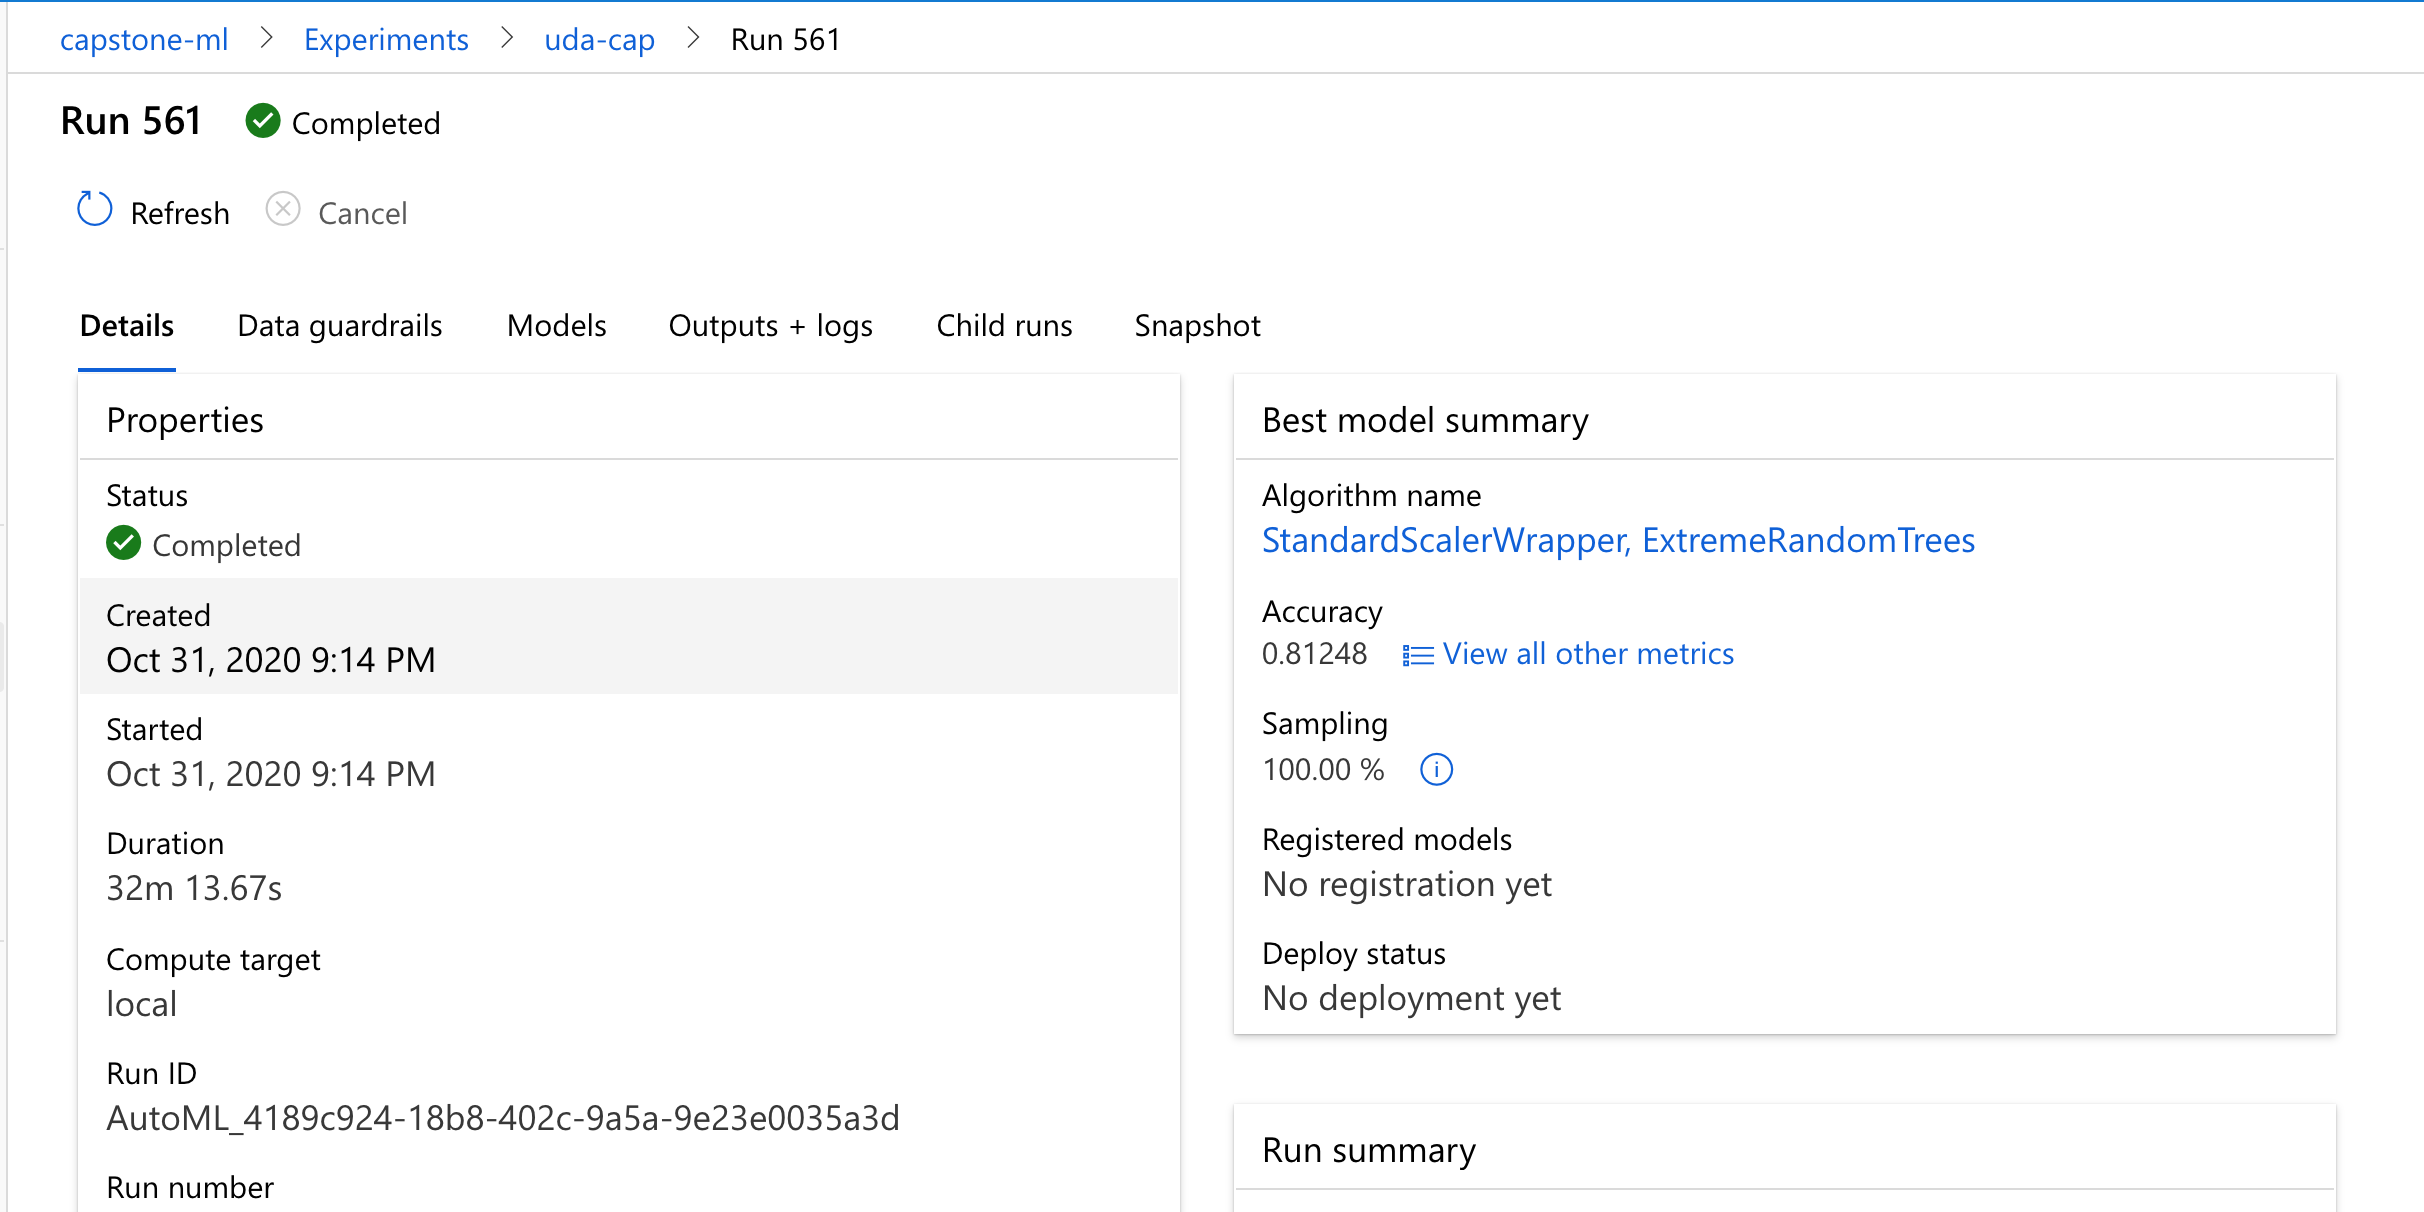 capstone-ml > Experiments > uda-cap > Run 561
Run 561 Completed
Refresh Cancel
Details Data guardrails Models Outputs + logs Child runs Snapshot
Properties
Status
Completed
Created
Oct 31, 2020 9:14 PM
Started
Oct 31, 2020 9:14 PM
Duration
32m 13.67s
Compute target
local
Run ID
AutoML_4189c924-18b8-402c-9a5a-9e23e0035a3d
Run number
Best model summary
Algorithm name
StandardScalerWrapper, ExtremeRandomTrees
Accuracy
0.81248 View all other metrics
Sampling
100.00 %
Registered models
No registration yet
Deploy status
No deployment yet
Run summary